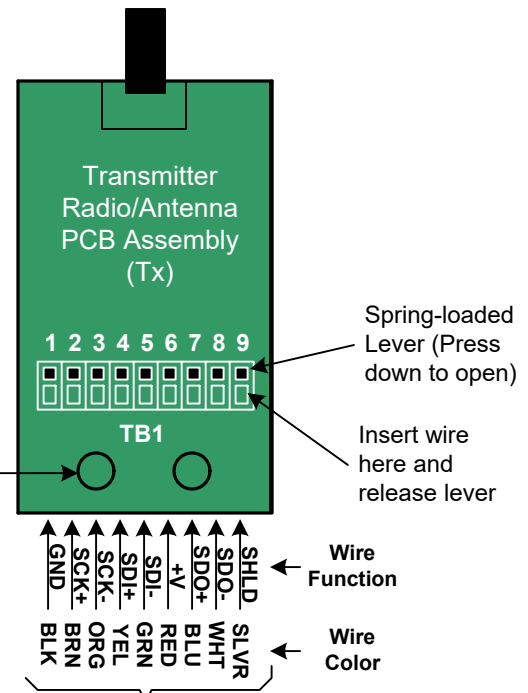 Transmitter
Radio/Antenna
PCB Assembly
(Tx)
1 2 3 4 5 6 7 8 9
TB1
Spring-loaded
Lever (Press
down to open)
Insert wire
here and
release lever
GND
SCK+
SCK-
SDI+
SDI-
+V
SDO+
SDO-
SHLD
Wire
Function
BLK
BRN
ORG
YEL
GRN
RED
BLU
WHT
SLVR
Wire
Color